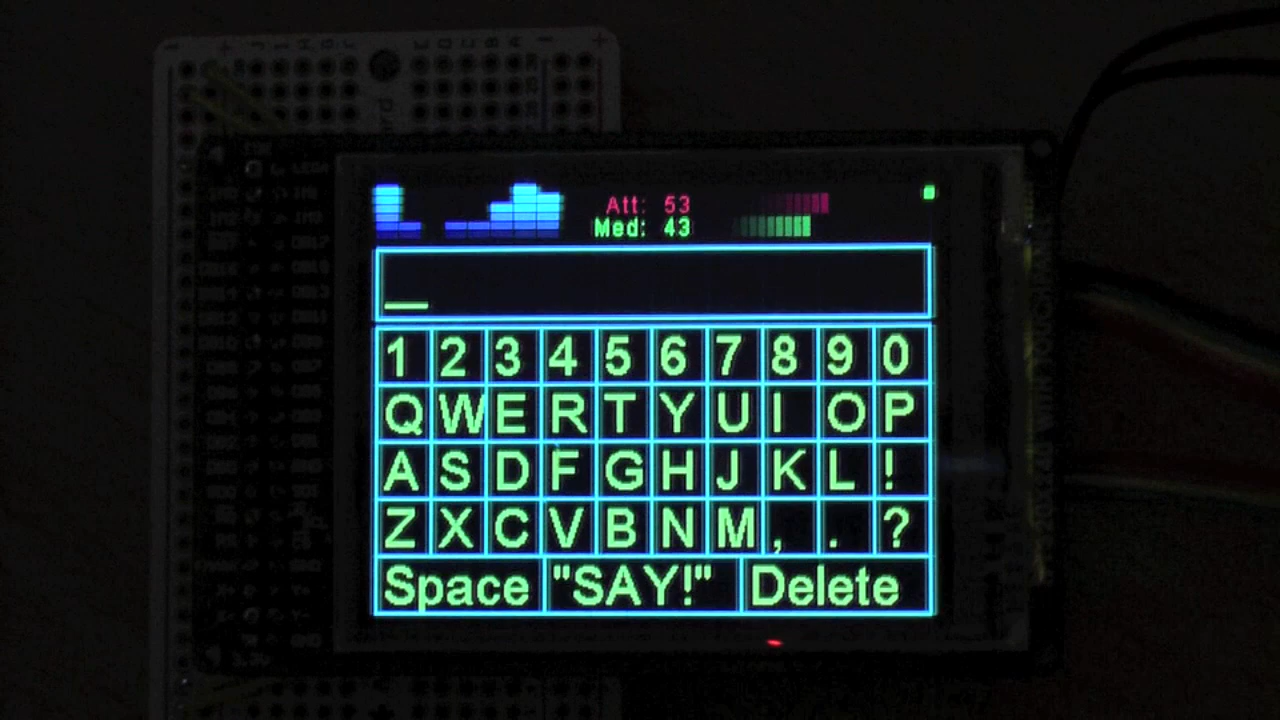 Att: 53
Med: 43
1 2 3 4 5 6 7 8 9 0
Q W E R T Y U I O P
A S D F G H J K L !
Z X C V B N M , . ?
Space "SAY!" Delete